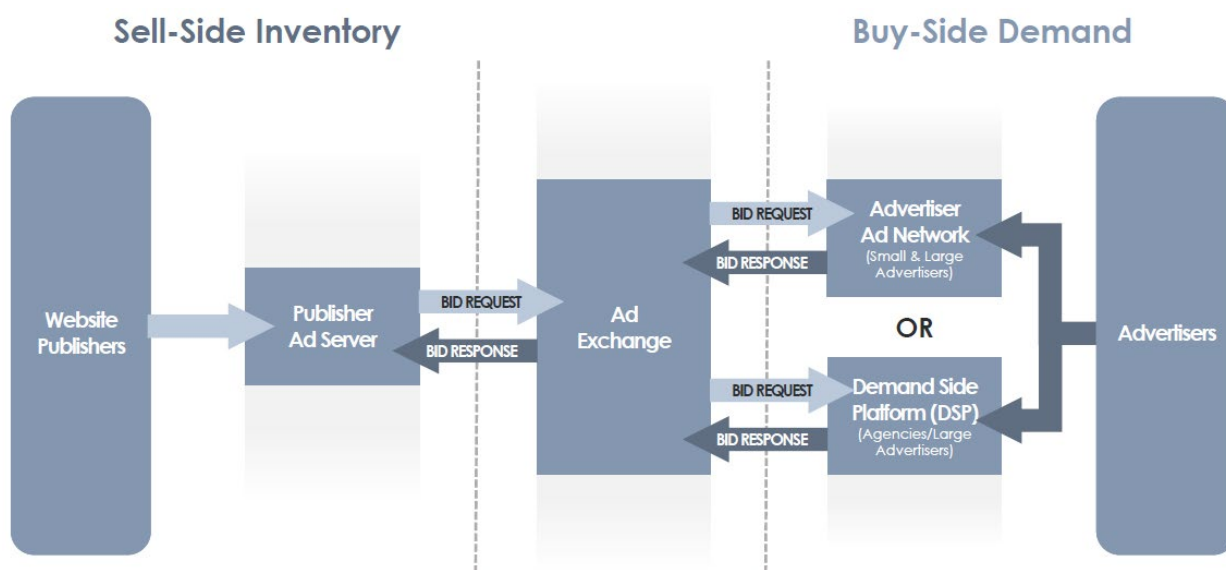 Sell-Side Inventory
Buy-Side Demand
Website
Publishers
Publisher
Ad Server
BID REQUEST
BID RESPONSE
Ad
Exchange
BID REQUEST
BID RESPONSE
BID REQUEST
BID RESPONSE
Advertiser
Ad Network
(Small & Large
Advertisers)
OR
Demand Side
Platform (DSP)
(Agencies/Large
Advertisers)
Advertisers